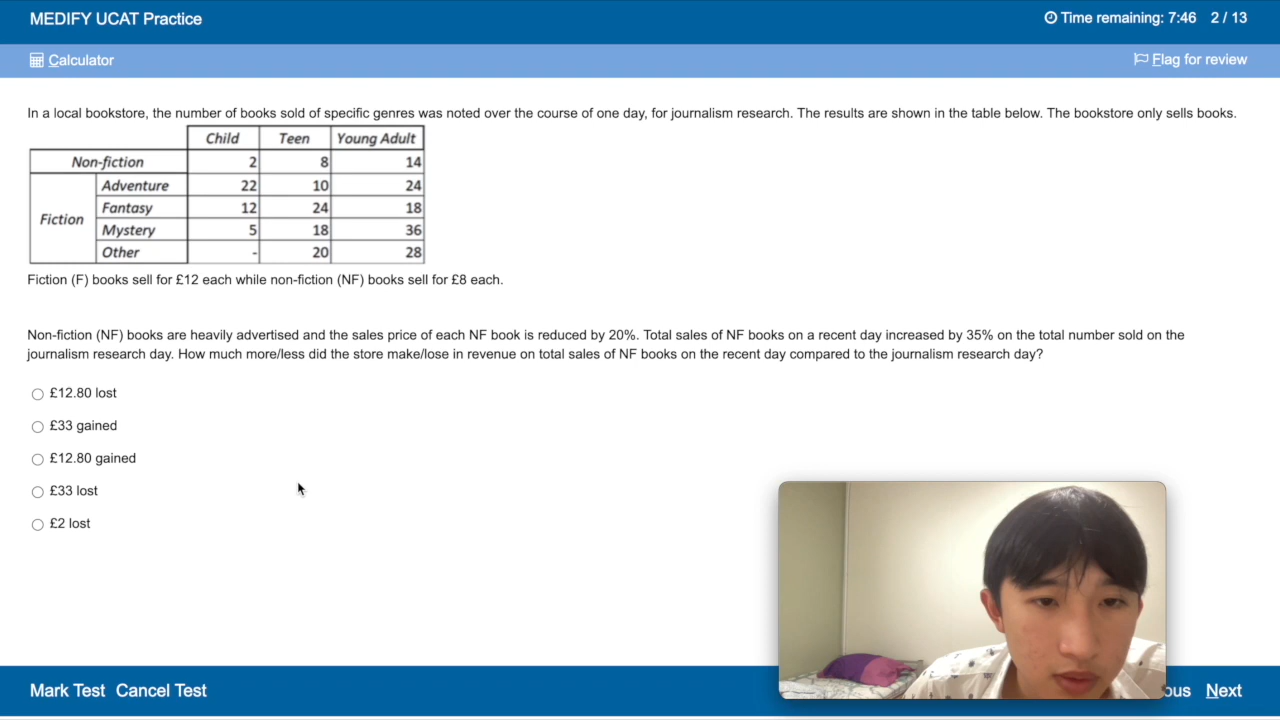 MEDIFY UCAT Practice
Time remaining: 7:46 2 / 13
Calculator
Flag for review
In a local bookstore, the number of books sold of specific genres was noted over the course of one day, for journalism research. The results are shown in the table below. The bookstore only sells books.
Child Teen Young Adult
Non-fiction 2 8 14
Adventure 22 10 24
Fantasy 12 24 18
Fiction
Mystery 5 18 36
Other - 20 28
Fiction (F) books sell for £12 each while non-fiction (NF) books sell for £8 each.
Non-fiction (NF) books are heavily advertised and the sales price of each NF book is reduced by 20%. Total sales of NF books on a recent day increased by 35% on the total number sold on the
journalism research day. How much more/less did the store make/lose in revenue on total sales of NF books on the recent day compared to the journalism research day?
£12.80 lost
£33 gained
£12.80 gained
£33 lost
£2 lost
Mark Test Cancel Test
ous Next